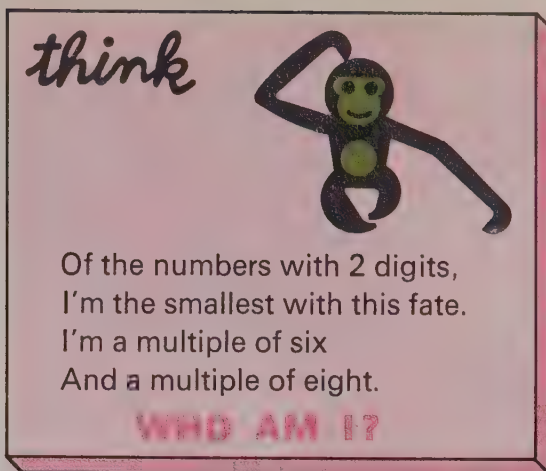 think
Of the numbers with 2 digits,
I'm the smallest with this fate.
I'm a multiple of six
And a multiple of eight.
WHO AM I?